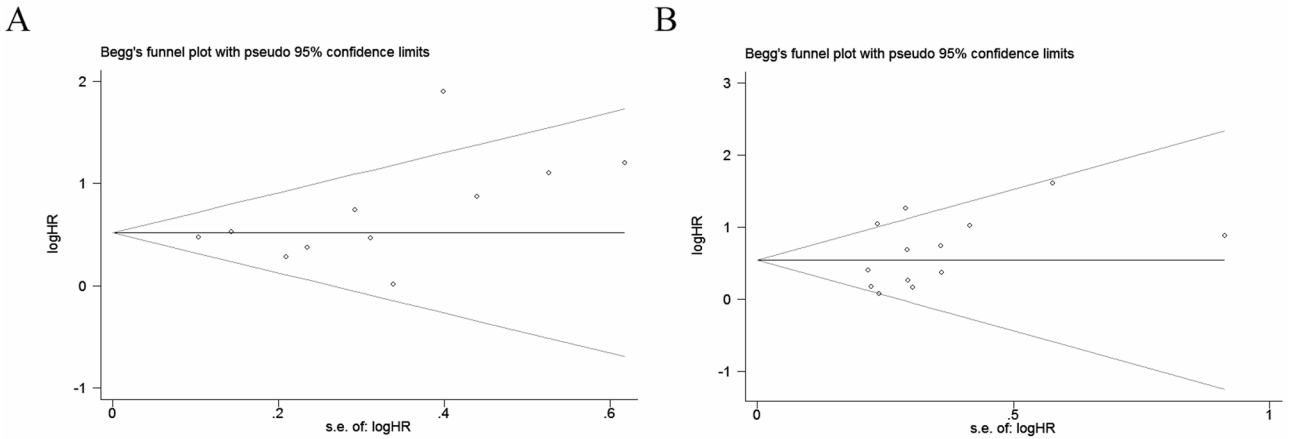 A
Begg's funnel plot with pseudo 95% confidence limits
2
1
0
-1
logHR
0
.2
.4
.6
s.e. of: logHR
B
Begg's funnel plot with pseudo 95% confidence limits
3
2
1
0
-1
logHR
0
.5
1
s.e. of: logHR